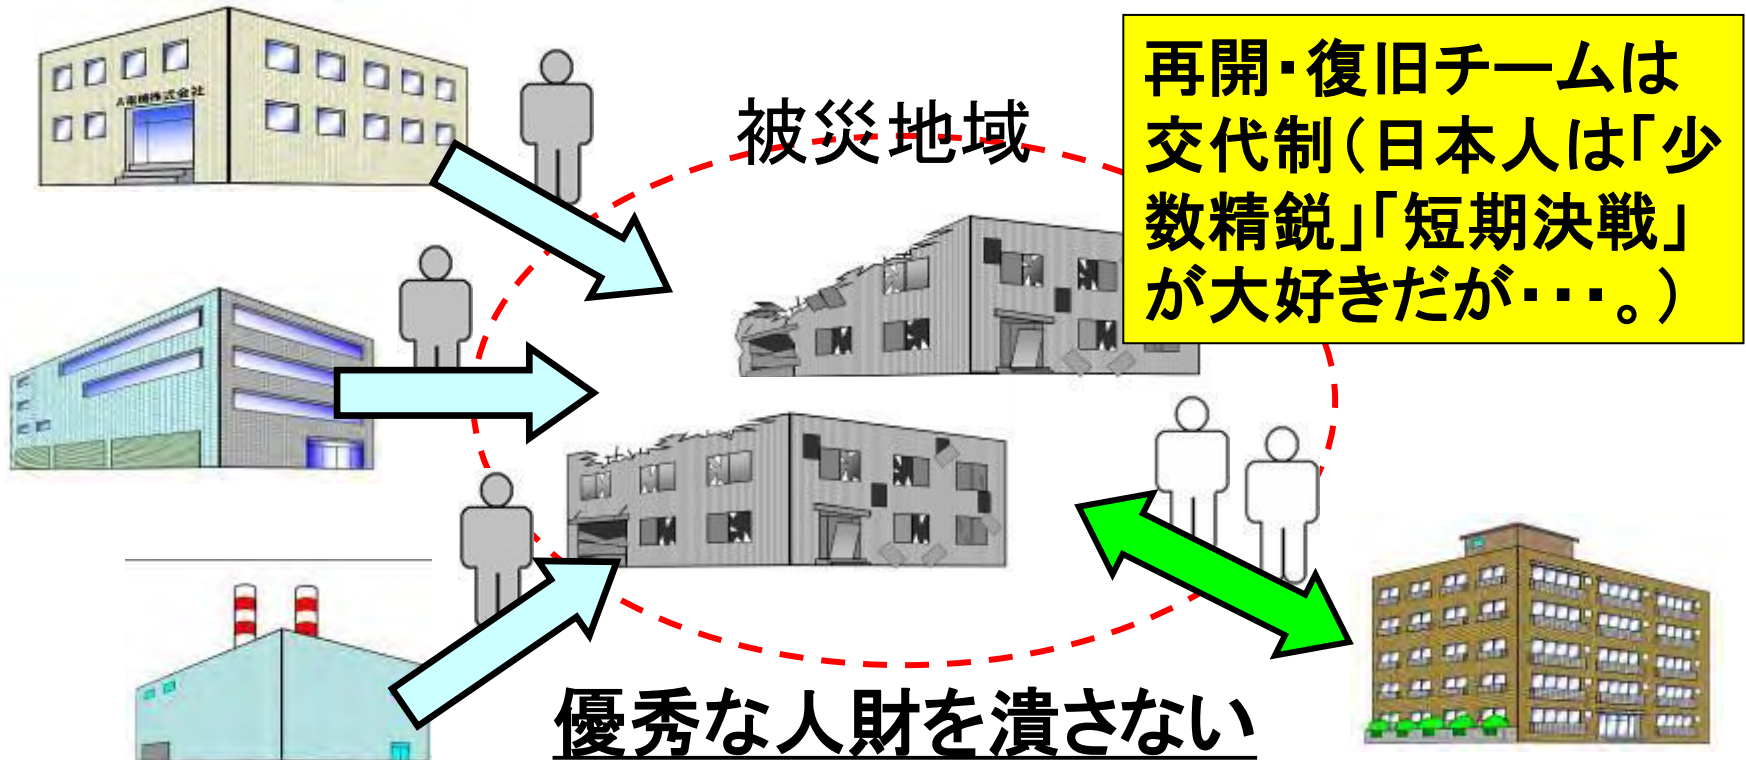 再開・復旧チームは
交代制(日本人は「少
数精鋭」「短期決戦」
が大好きだが・・・。)
被災地域
優秀な人財を潰さない